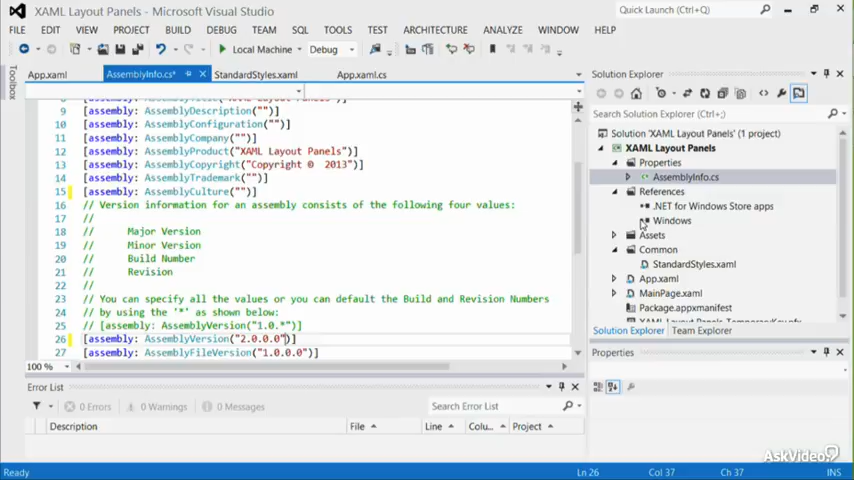 XAML Layout Panels - Microsoft Visual Studio
Quick Launch (Ctrl+Q)
FILE EDIT VIEW PROJECT BUILD DEBUG TEAM SQL TOOLS TEST ARCHITECTURE ANALYZE WINDOW HELP
Local Machine Debug
Toolbox
App.xaml AssemblyInfo.cs* StandardStyles.xaml App.xaml.cs
9 [assembly: AssemblyDescription("")]
10 [assembly: AssemblyConfiguration("")]
11 [assembly: AssemblyCompany("")]
12 [assembly: AssemblyProduct("XAML Layout Panels")]
13 [assembly: AssemblyCopyright("Copyright © 2013")]
14 [assembly: AssemblyTrademark("")]
15 [assembly: AssemblyCulture("")]
16 // Version information for an assembly consists of the following four values:
17 //
18 // Major Version
19 // Minor Version
20 // Build Number
21 // Revision
22 //
23 // You can specify all the values or you can default the Build and Revision Numbers
24 // by using the '*' as shown below:
25 // [assembly: AssemblyVersion("1.0.*")]
26 [assembly: AssemblyVersion("2.0.0.0")]
27 [assembly: AssemblyFileVersion("1.0.0.0")]
100 %
Error List
0 Errors 0 Warnings 0 Messages
Search Error List
Description File Line Colu... Project
Solution Explorer
Search Solution Explorer (Ctrl+;)
Solution 'XAML Layout Panels' (1 project)
XAML Layout Panels
Properties
AssemblyInfo.cs
References
.NET for Windows Store apps
Windows
Assets
Common
StandardStyles.xaml
App.xaml
MainPage.xaml
Package.appxmanifest
XAML Layout Panels_TemporaryKey.pfx
Solution Explorer Team Explorer
Properties
AskVideo
Ready Ln 26 Col 37 Ch 37 INS